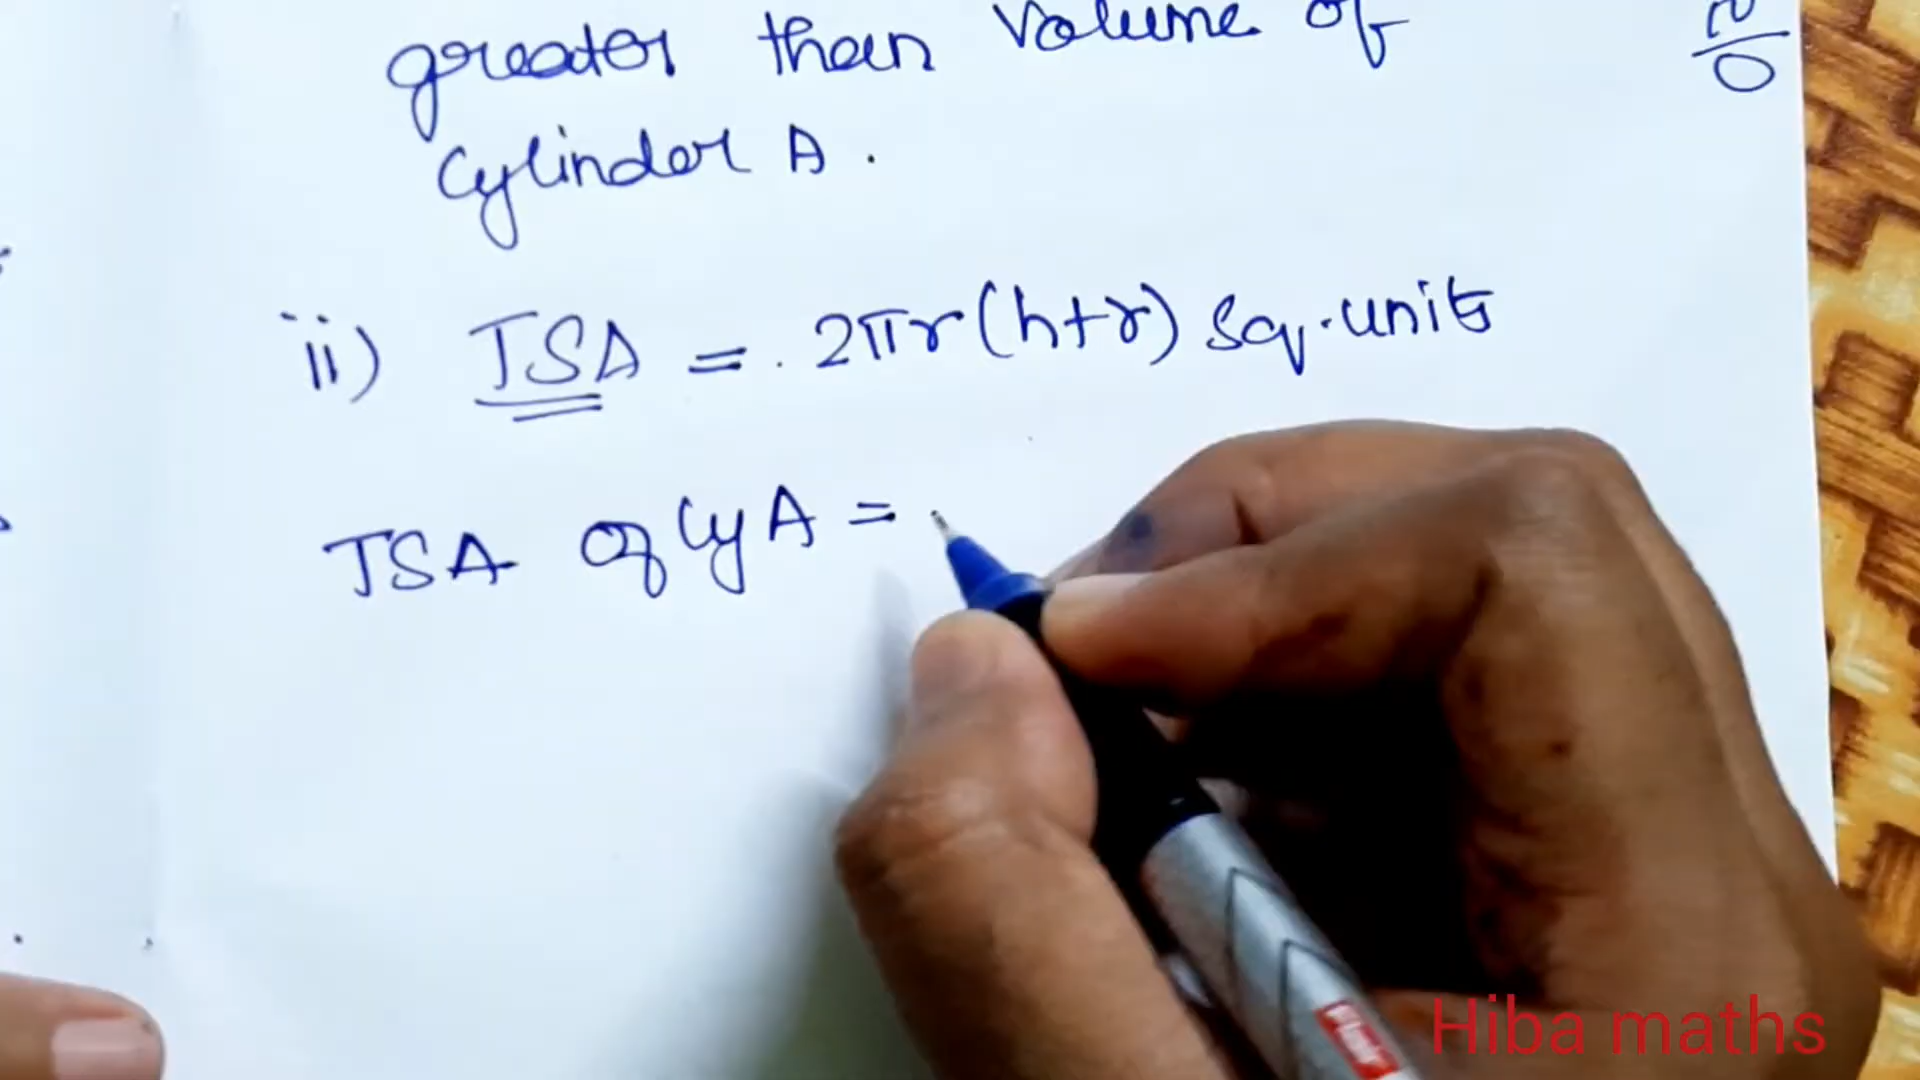 greater than volume of
cylinder A.
ii) TSA = 2πr(h+r) sq.units
TSA of Cy A =
Hiba maths